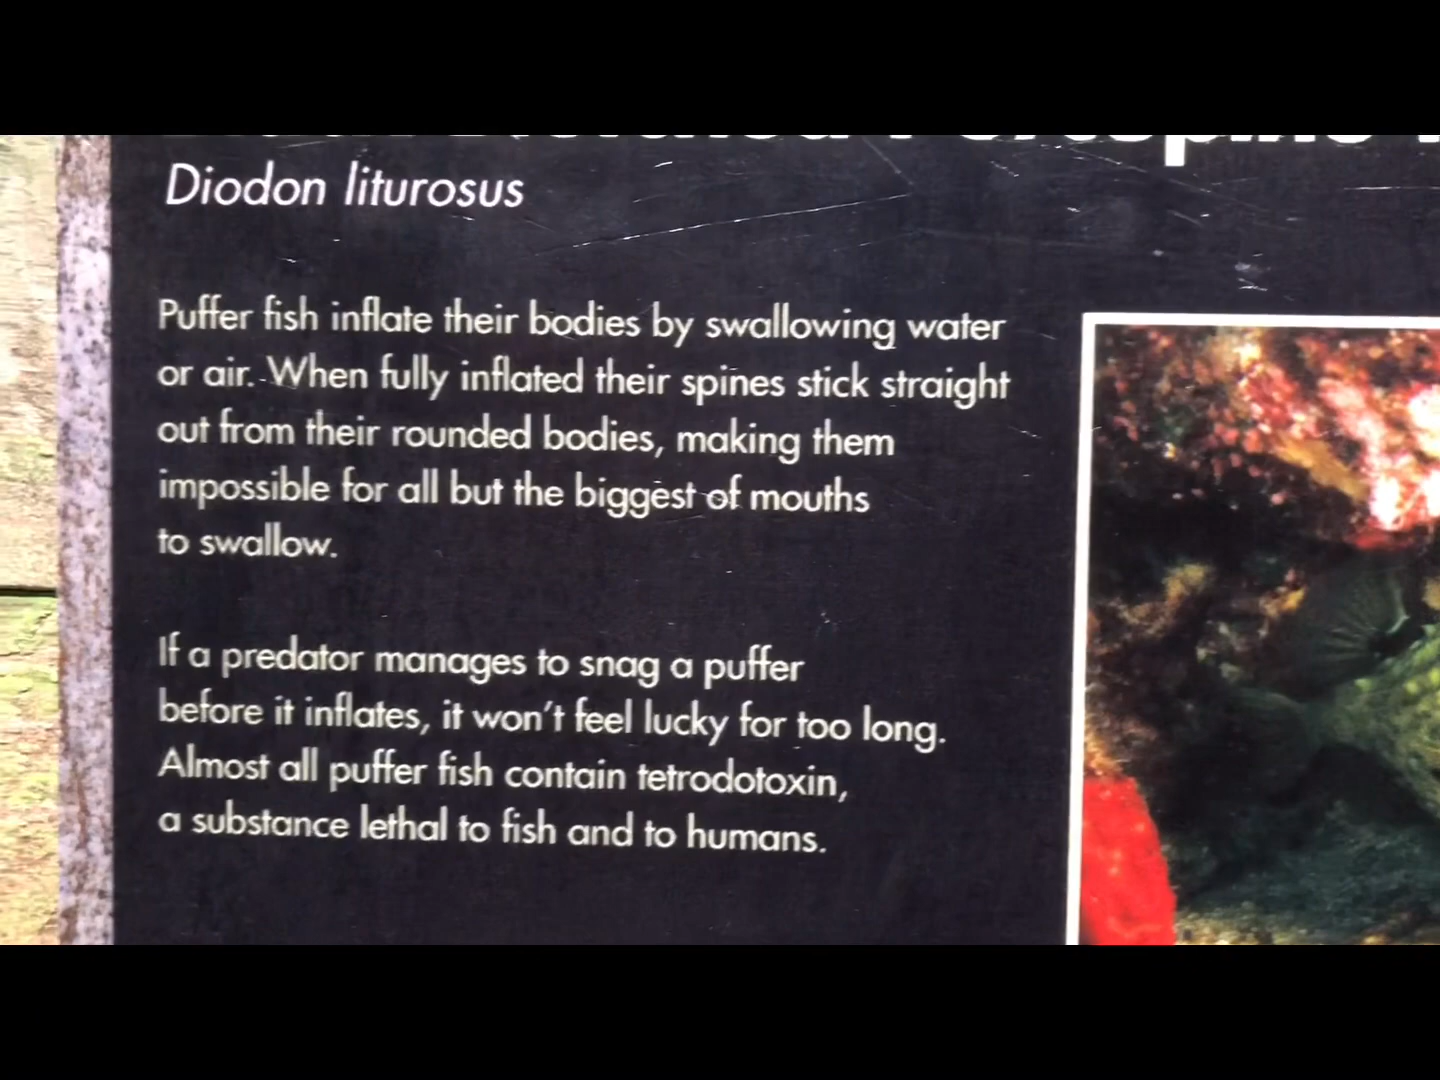 Diodon liturosus
Puffer fish inflate their bodies by swallowing water
or air. When fully inflated their spines stick straight
out from their rounded bodies, making them
impossible for all but the biggest of mouths
to swallow.
If a predator manages to snag a puffer
before it inflates, it won't feel lucky for too long.
Almost all puffer fish contain tetrodotoxin,
a substance lethal to fish and to humans.